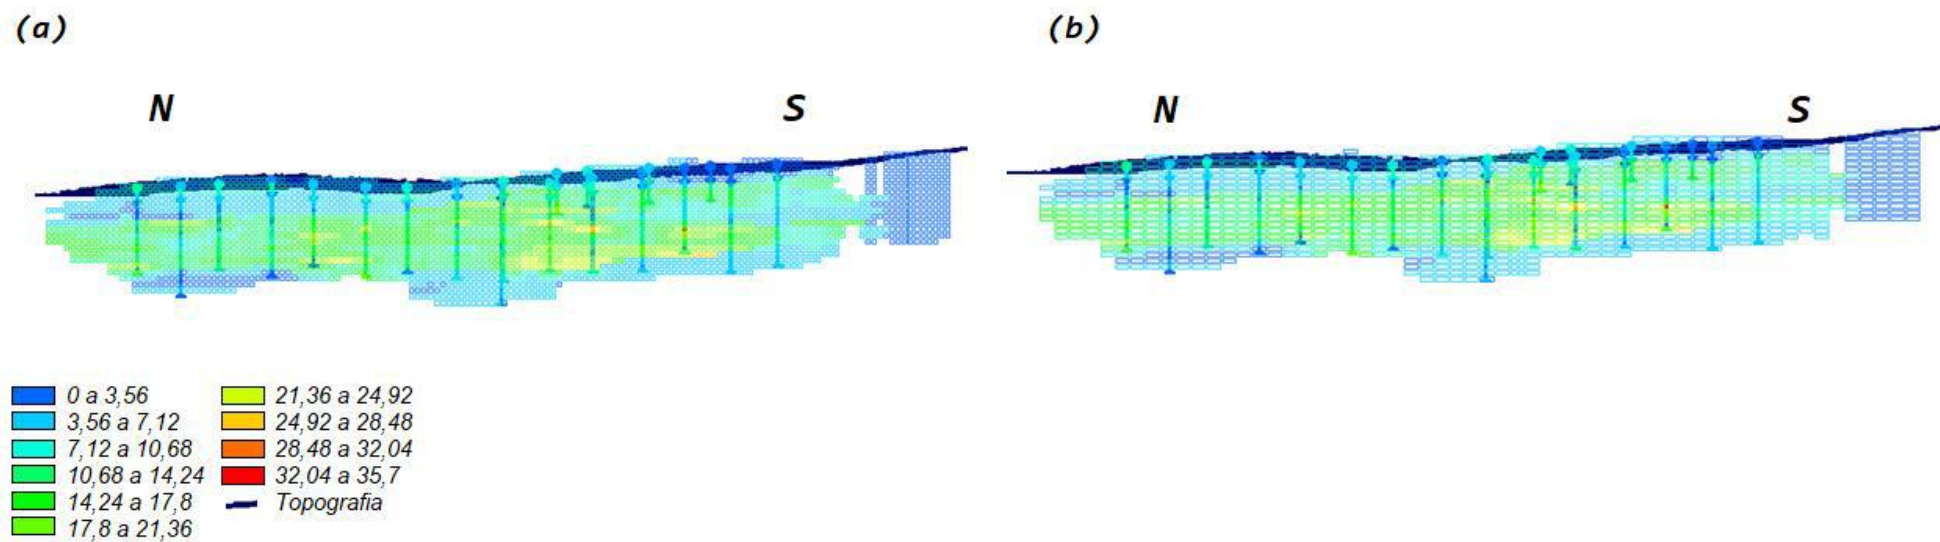 (a)
(b)
N
S
N
S
0 a 3,56
3,56 a 7,12
7,12 a 10,68
10,68 a 14,24
14,24 a 17,8
17,8 a 21,36
21,36 a 24,92
24,92 a 28,48
28,48 a 32,04
32,04 a 35,7
Topografia